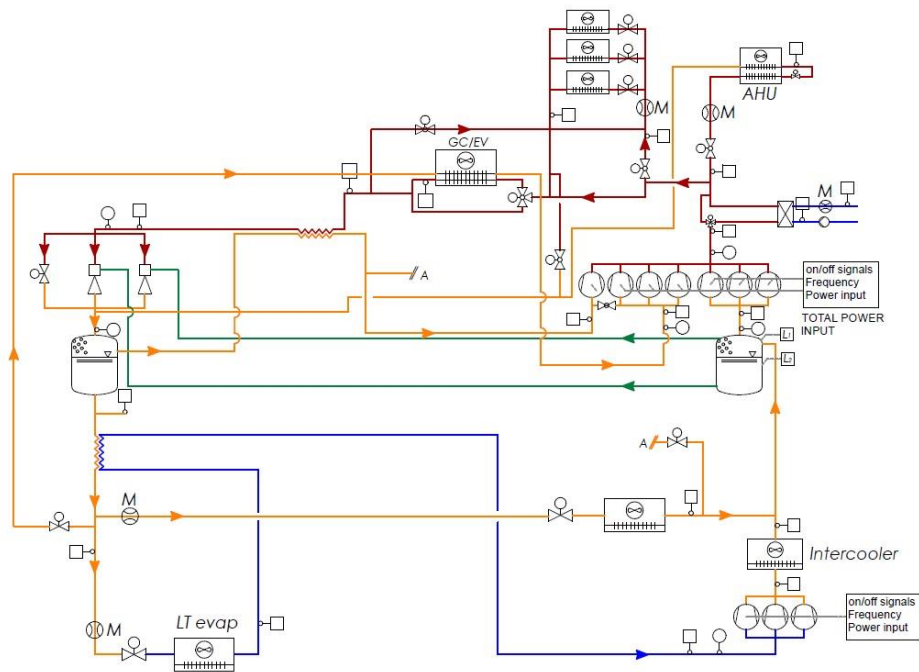 AHU
M
M
GC/EV
M
A
on/off signals
Frequency
Power input
TOTAL POWER
INPUT
L1
L2
A
M
Intercooler
M
LT evap
on/off signals
Frequency
Power input